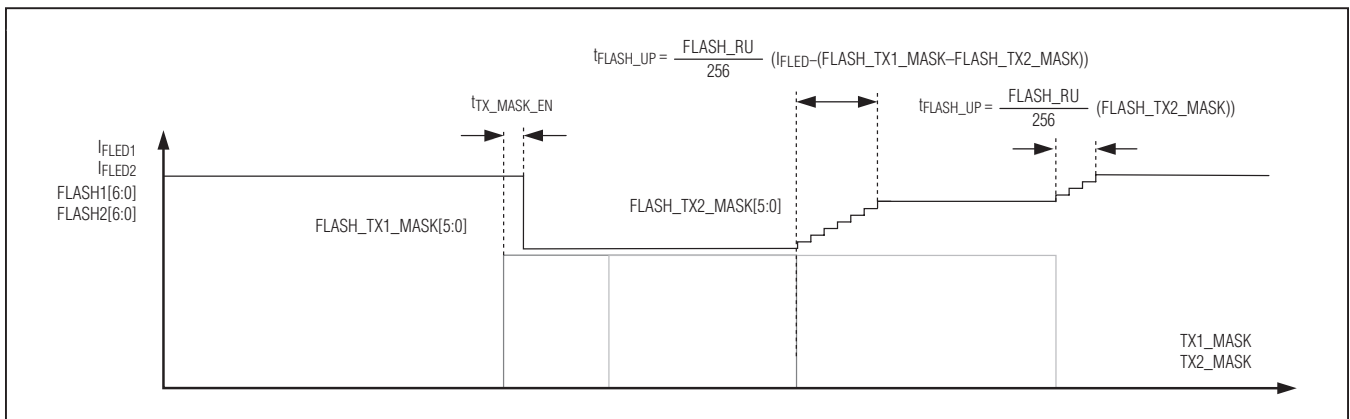 tFLASH_UP = FLASH_RU / 256 (IFLED–(FLASH_TX1_MASK–FLASH_TX2_MASK))
tTX_MASK_EN
tFLASH_UP = FLASH_RU / 256 (FLASH_TX2_MASK))
IFLED1
IFLED2
FLASH1[6:0]
FLASH2[6:0]
FLASH_TX1_MASK[5:0]
FLASH_TX2_MASK[5:0]
TX1_MASK
TX2_MASK